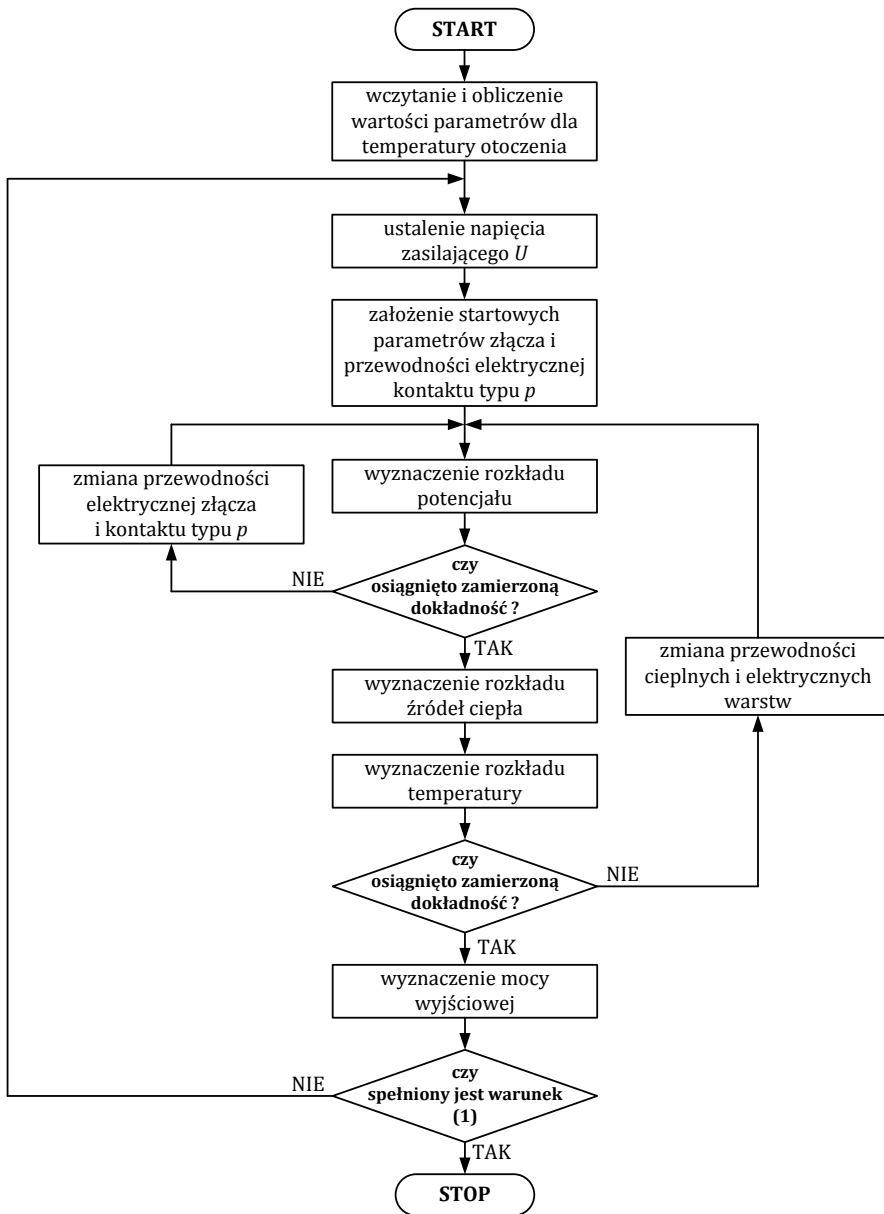 START
wczytanie i obliczenie
wartości parametrów dla
temperatury otoczenia
ustalenie napięcia
zasilającego U
założenie startowych
parametrów złącza i
przewodności elektrycznej
kontaktu typu p
wyznaczenie rozkładu
potencjału
zmiana przewodności
elektrycznej złącza
i kontaktu typu p
czy
osiągnięto zamierzoną
dokładność ?
NIE
TAK
zmiana przewodności
cieplnych i elektrycznych
warstw
wyznaczenie rozkładu
źródeł ciepła
wyznaczenie rozkładu
temperatury
czy
osiągnięto zamierzoną
dokładność ?
NIE
TAK
wyznaczenie mocy
wyjściowej
czy
spełniony jest warunek
(1)
NIE
TAK
STOP